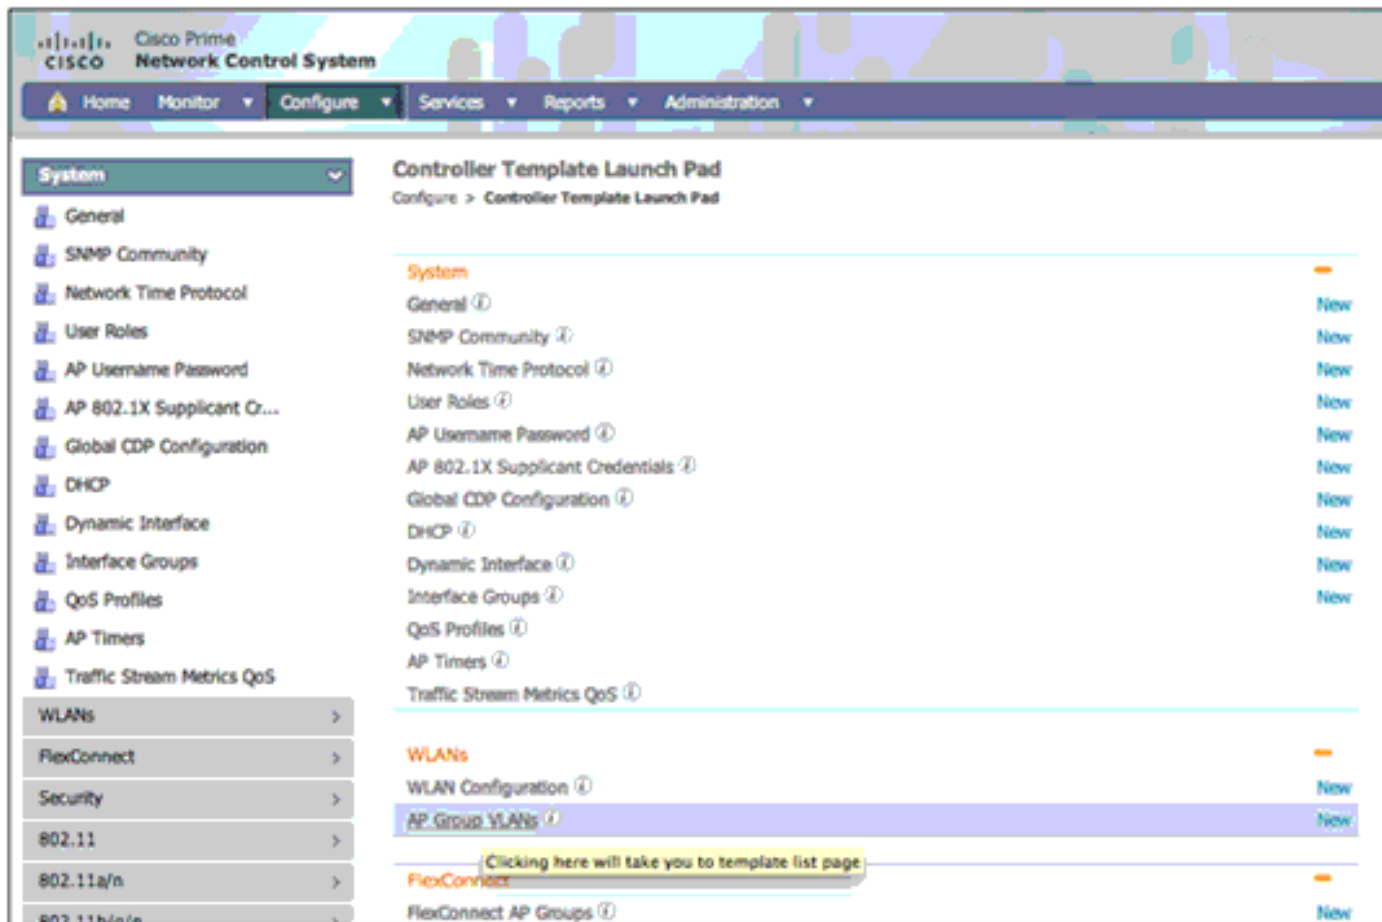 Cisco Prime
CISCO Network Control System
Home Monitor Configure Services Reports Administration
System
General
SNMP Community
Network Time Protocol
User Roles
AP Username Password
AP 802.1X Supplicant Cr...
Global CDP Configuration
DHCP
Dynamic Interface
Interface Groups
QoS Profiles
AP Timers
Traffic Stream Metrics QoS
WLANs
FlexConnect
Security
802.11
802.11a/n
802.11b/g/n
Controller Template Launch Pad
Configure > Controller Template Launch Pad
System
General New
SNMP Community New
Network Time Protocol New
User Roles New
AP Username Password New
AP 802.1X Supplicant Credentials New
Global CDP Configuration New
DHCP New
Dynamic Interface New
Interface Groups New
QoS Profiles
AP Timers
Traffic Stream Metrics QoS
WLANs
WLAN Configuration New
AP Group VLANs New
Clicking here will take you to template list page
FlexConnect
FlexConnect AP Groups New